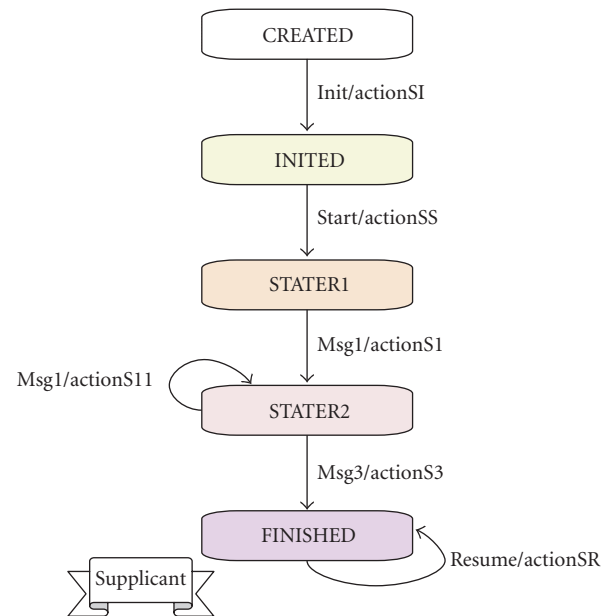 CREATED
Init/actionSI
INITED
Start/actionSS
STATER1
Msg1/actionS1
Msg1/actionS11
STATER2
Msg3/actionS3
FINISHED
Resume/actionSR
Supplicant